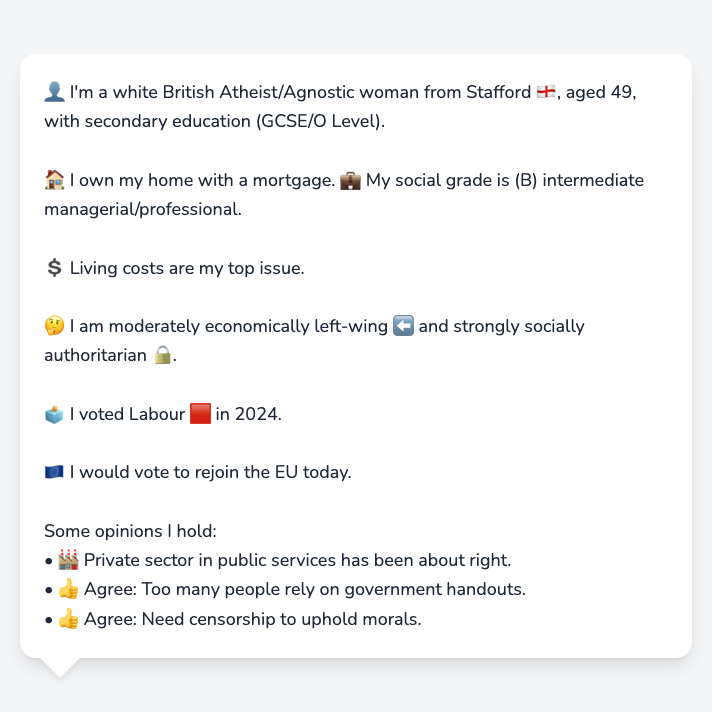 👤 I'm a white British Atheist/Agnostic woman from Stafford 🏴󠁧󠁢󠁥󠁮󠁧󠁿, aged 49,
with secondary education (GCSE/O Level).
🏠 I own my home with a mortgage. 💼 My social grade is (B) intermediate
managerial/professional.
💲 Living costs are my top issue.
🤔 I am moderately economically left-wing ⬅️ and strongly socially
authoritarian 🔒.
🗳️ I voted Labour 🟥 in 2024.
🇪🇺 I would vote to rejoin the EU today.
Some opinions I hold:
• 🏭 Private sector in public services has been about right.
• 👍 Agree: Too many people rely on government handouts.
• 👍 Agree: Need censorship to uphold morals.